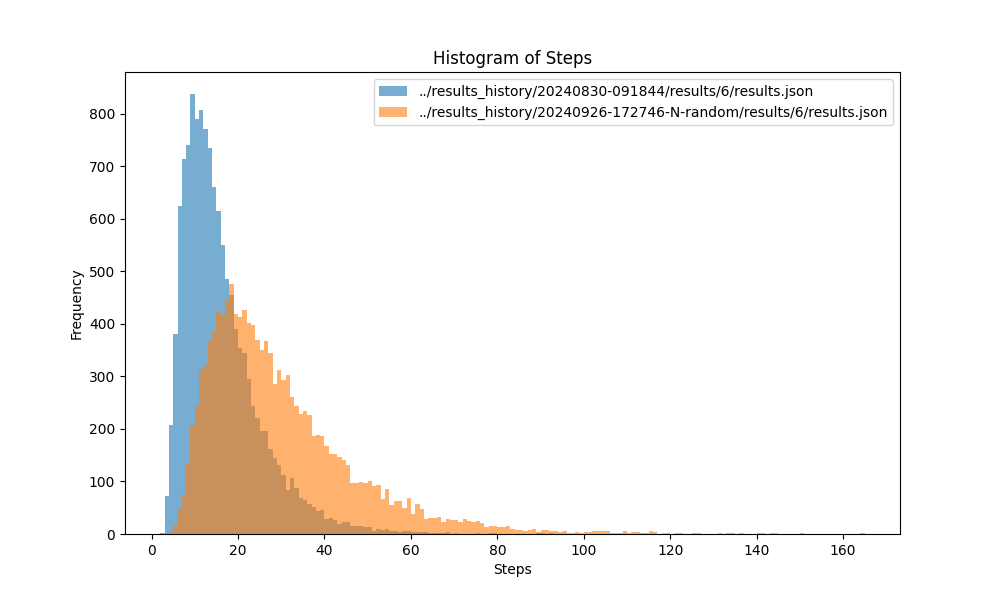 Histogram of Steps
../results_history/20240830-091844/results/6/results.json
../results_history/20240926-172746-N-random/results/6/results.json
Frequency
800
700
600
500
400
300
200
100
0
0 20 40 60 80 100 120 140 160
Steps